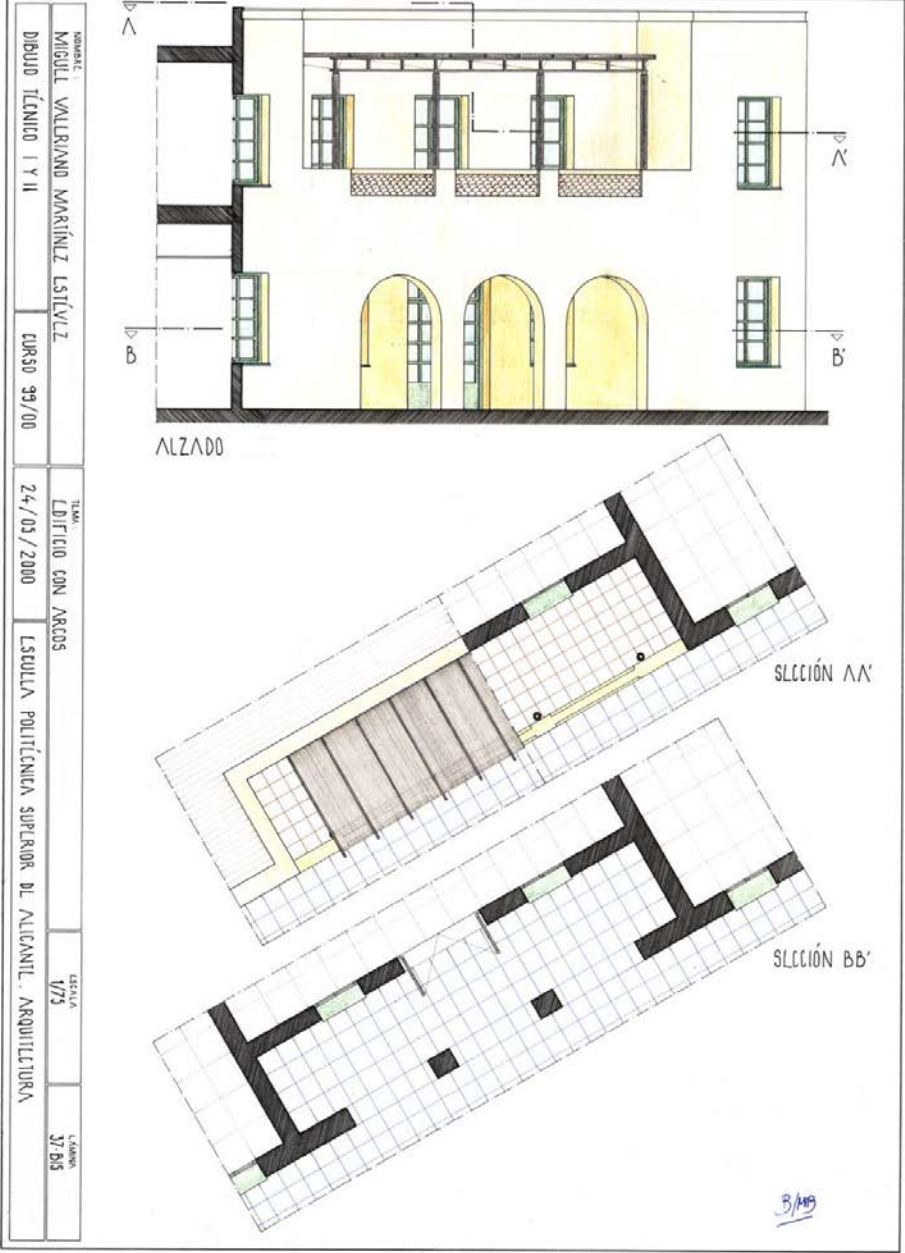 NOMBRE:
MIGUEL VALERIANO MARTÍNEZ ESTÉVEZ
DIBUJO TÉCNICO I Y II
CURSO 99/00
TEMA:
EDIFICIO CON ARCOS
24/05/2000
ESCUELA POLITÉCNICA SUPERIOR DE ALICANTE. ARQUITECTURA
ESCALA
1/75
LÁMINA
37-BIS
A
A'
B
B'
ALZADO
SECCIÓN AA'
SECCIÓN BB'